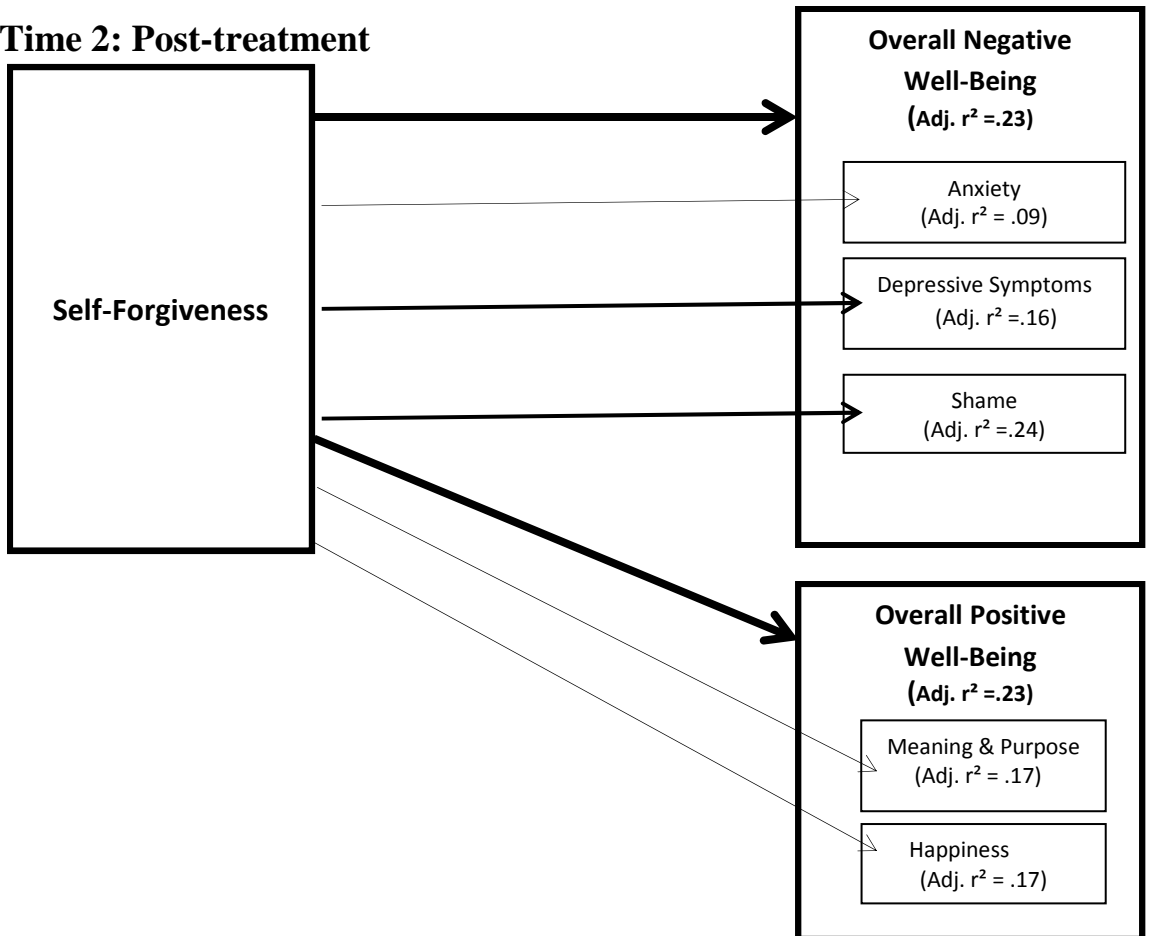 Time 2: Post-treatment
Self-Forgiveness
Overall Negative
Well-Being
(Adj. r² =.23)
Anxiety
(Adj. r² = .09)
Depressive Symptoms
(Adj. r² =.16)
Shame
(Adj. r² =.24)
Overall Positive
Well-Being
(Adj. r² =.23)
Meaning & Purpose
(Adj. r² = .17)
Happiness
(Adj. r² = .17)